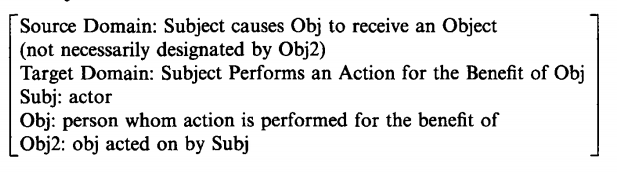 Source Domain: Subject causes Obj to receive an Object
(not necessarily designated by Obj2)
Target Domain: Subject Performs an Action for the Benefit of Obj
Subj: actor
Obj: person whom action is performed for the benefit of
Obj2: obj acted on by Subj